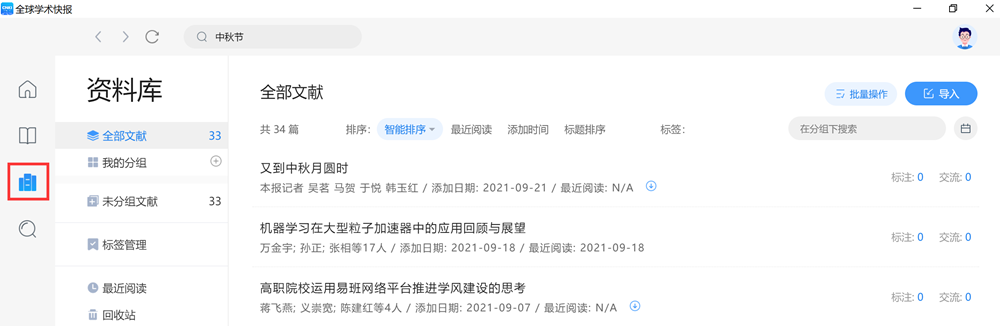 CNKI 全球学术快报
中秋节
资料库
全部文献 33
我的分组
未分组文献 33
标签管理
最近阅读
回收站
全部文献
批量操作 导入
共 34 篇 排序: 智能排序 最近阅读 添加时间 标题排序 标签: 在分组下搜索
又到中秋月圆时
本报记者 吴茗 马贺 于悦 韩玉红 / 添加日期: 2021-09-21 / 最近阅读: N/A
标注: 0 交流: 0
机器学习在大型粒子加速器中的应用回顾与展望
万金宇; 孙正; 张相等17人 / 添加日期: 2021-09-18 / 最近阅读: 2021-09-18
标注: 0 交流: 0
高职院校运用易班网络平台推进学风建设的思考
蒋飞燕; 义崇宽; 陈建红等4人 / 添加日期: 2021-09-07 / 最近阅读: N/A
标注: 0 交流: 0